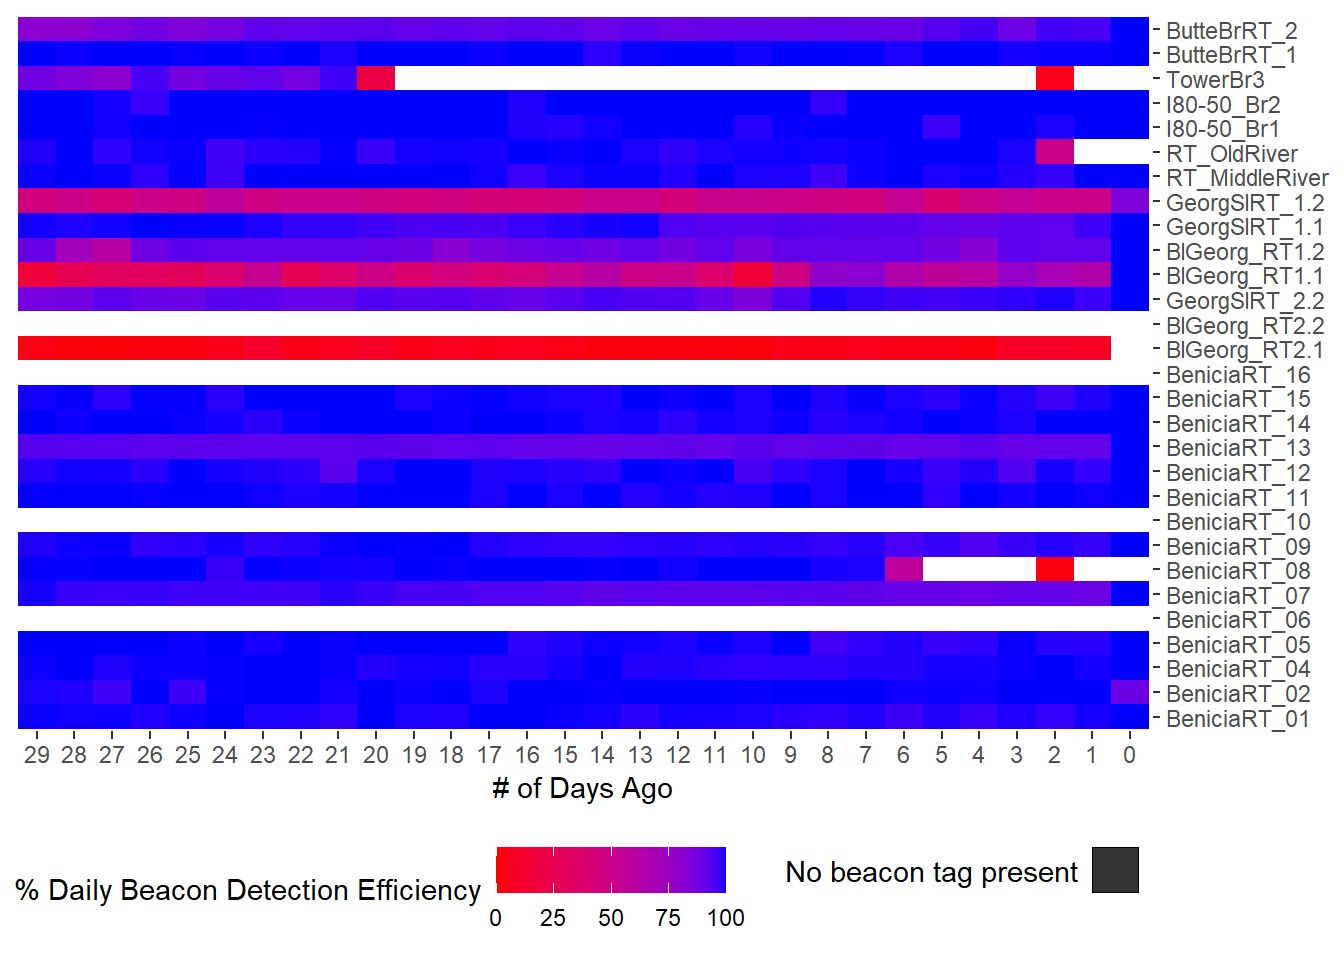 ButteBrRT_2
ButteBrRT_1
TowerBr3
I80-50_Br2
I80-50_Br1
RT_OldRiver
RT_MiddleRiver
GeorgSlRT_1.2
GeorgSlRT_1.1
BlGeorg_RT1.2
BlGeorg_RT1.1
GeorgSlRT_2.2
BlGeorg_RT2.2
BlGeorg_RT2.1
BeniciaRT_16
BeniciaRT_15
BeniciaRT_14
BeniciaRT_13
BeniciaRT_12
BeniciaRT_11
BeniciaRT_10
BeniciaRT_09
BeniciaRT_08
BeniciaRT_07
BeniciaRT_06
BeniciaRT_05
BeniciaRT_04
BeniciaRT_02
BeniciaRT_01
29 28 27 26 25 24 23 22 21 20 19 18 17 16 15 14 13 12 11 10 9 8 7 6 5 4 3 2 1 0
# of Days Ago
% Daily Beacon Detection Efficiency
0 25 50 75 100
No beacon tag present